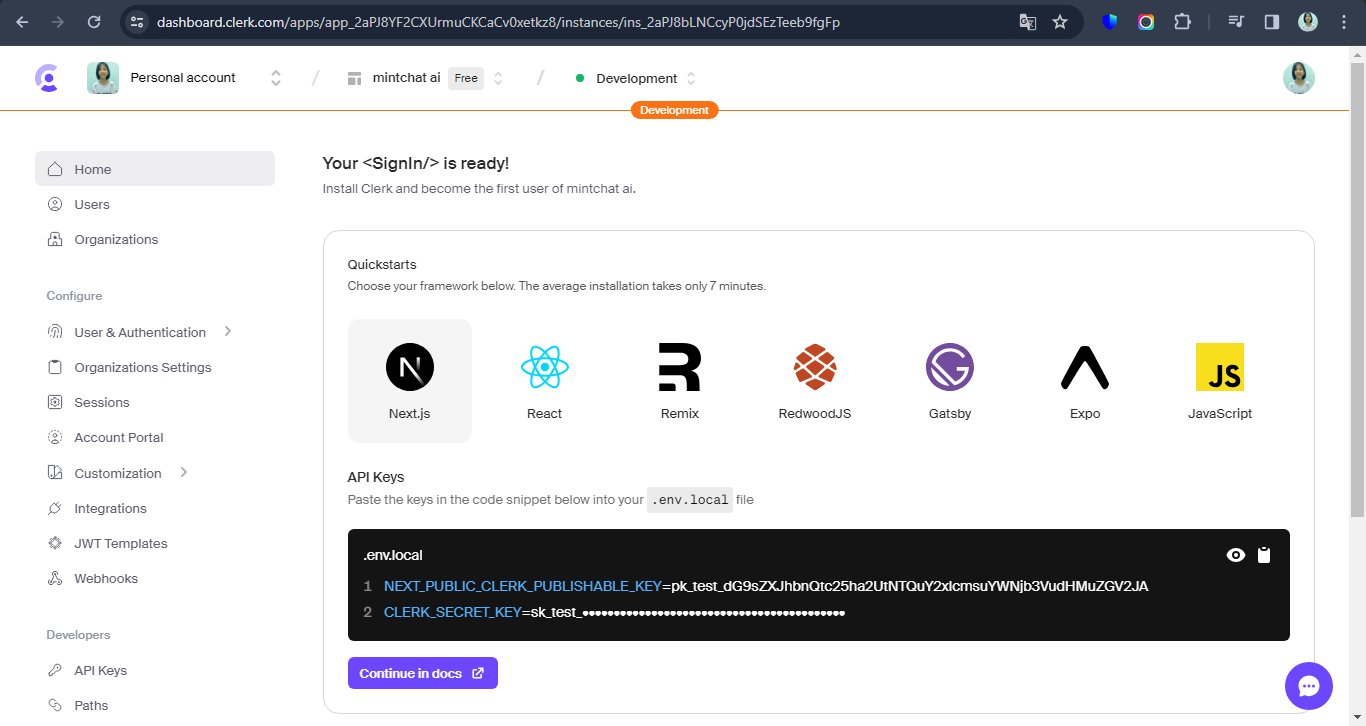 dashboard.clerk.com/apps/app_2aPJ8YF2CXUrmuCKCaCv0xetkz8/instances/ins_2aPJ8bLNCcyP0jdSEzTeeb9fgFp
Personal account / mintchat ai Free / Development
Development
Home
Users
Organizations
Configure
User & Authentication
Organizations Settings
Sessions
Account Portal
Customization
Integrations
JWT Templates
Webhooks
Developers
API Keys
Paths
Your <SignIn/> is ready!
Install Clerk and become the first user of mintchat ai.
Quickstarts
Choose your framework below. The average installation takes only 7 minutes.
Next.js React Remix RedwoodJS Gatsby Expo JavaScript
JS
API Keys
Paste the keys in the code snippet below into your .env.local file
.env.local
1 NEXT_PUBLIC_CLERK_PUBLISHABLE_KEY=pk_test_dG9sZXJhbnQtc25ha2UtNTQuY2xlcmsuYWNjb3VudHMuZGV2JA
2 CLERK_SECRET_KEY=sk_test_••••••••••••••••••••••••••••••••••••••••••
Continue in docs